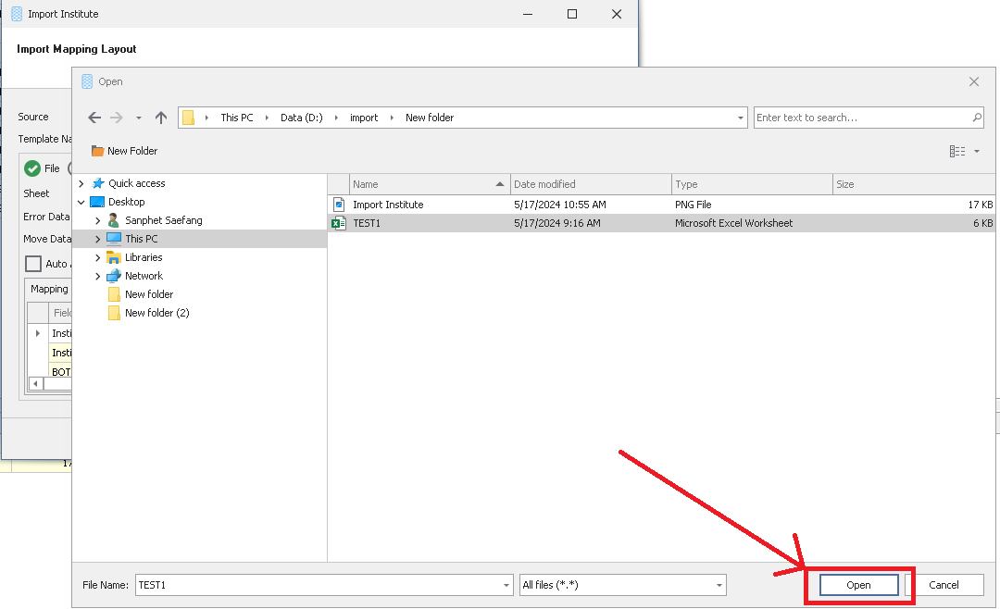 Import Institute
Import Mapping Layout
Open
This PC
Data (D:)
import
New folder
Enter text to search...
Source
Template Na
New Folder
File
Quick access
Name
Date modified
Type
Size
Sheet
Desktop
Import Institute
5/17/2024 10:55 AM
PNG File
17 KB
Error Data
Sanphet Saefang
TEST1
5/17/2024 9:16 AM
Microsoft Excel Worksheet
6 KB
Move Data
This PC
Auto
Libraries
Mapping
Network
Fiel
New folder
Insti
New folder (2)
Insti
BOT
17
File Name:
TEST1
All files (*.*)
Open
Cancel